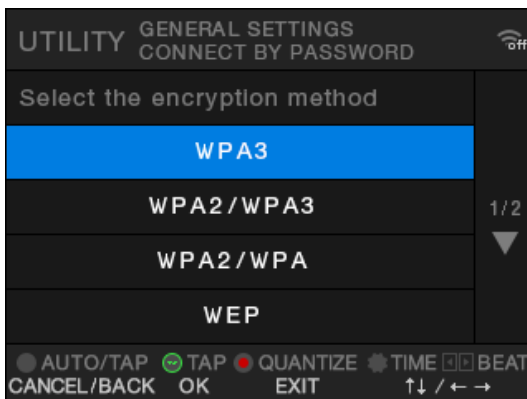 UTILITY GENERAL SETTINGS
CONNECT BY PASSWORD
off
Select the encryption method
WPA3
WPA2/WPA3
1/2
WPA2/WPA
WEP
AUTO/TAP TAP QUANTIZE TIME BEAT
CANCEL/BACK OK EXIT ↑↓/←→